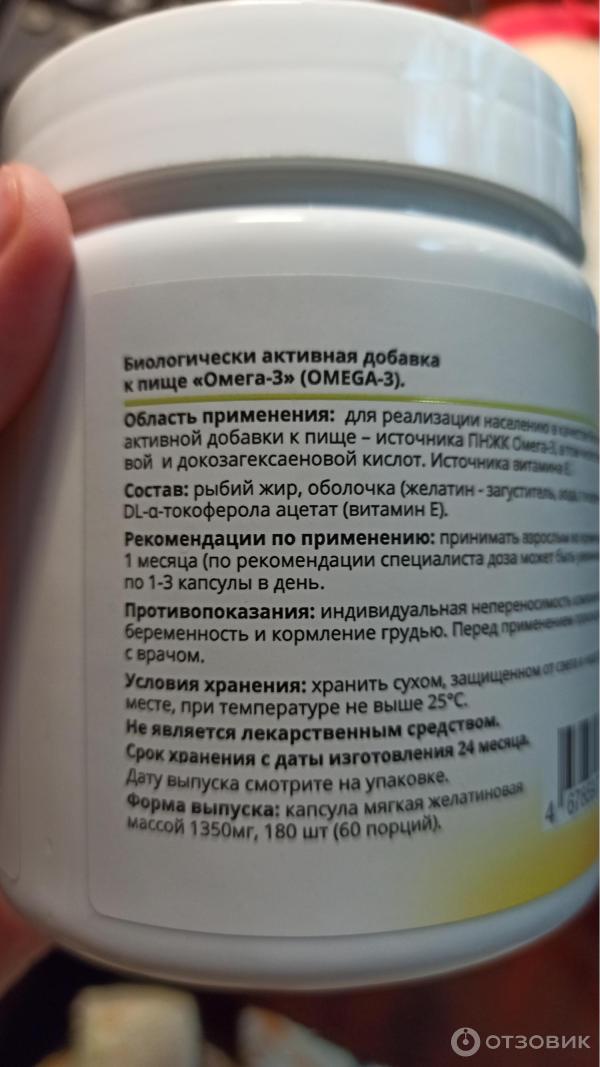 Биологически активная добавка
к пище «Омега-3» (OMEGA-3).
Область применения: для реализации населению в качестве
активной добавки к пище – источника ПНЖК Омега-3, в том
вой и докозагексаеновой кислот. Источника витамина Е.
Состав: рыбий жир, оболочка (желатин - загуститель, вода,
DL-α-токоферола ацетат (витамин Е).
Рекомендации по применению: принимать взрослым
1 месяца (по рекомендации специалиста доза может быть
по 1-3 капсулы в день.
Противопоказания: индивидуальная непереносимость
беременность и кормление грудью. Перед применением
с врачом.
Условия хранения: хранить сухом, защищенном от света
месте, при температуре не выше 25°С.
Не является лекарственным средством.
Срок хранения с даты изготовления 24 месяца.
Дату выпуска смотрите на упаковке.
Форма выпуска: капсула мягкая желатиновая
массой 1350мг, 180 шт (60 порций).
ОТЗОВИК